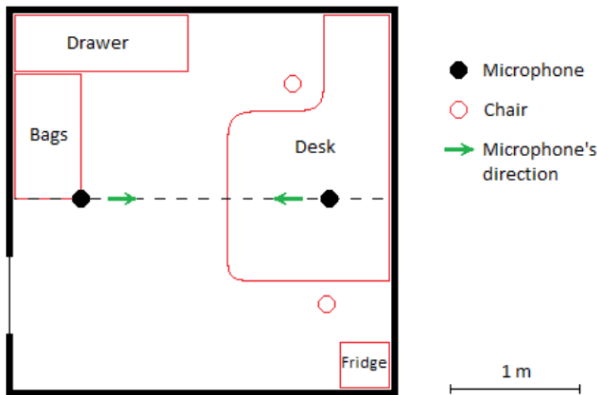 Drawer
Bags
Desk
Fridge
Microphone
Chair
Microphone's
direction
1 m